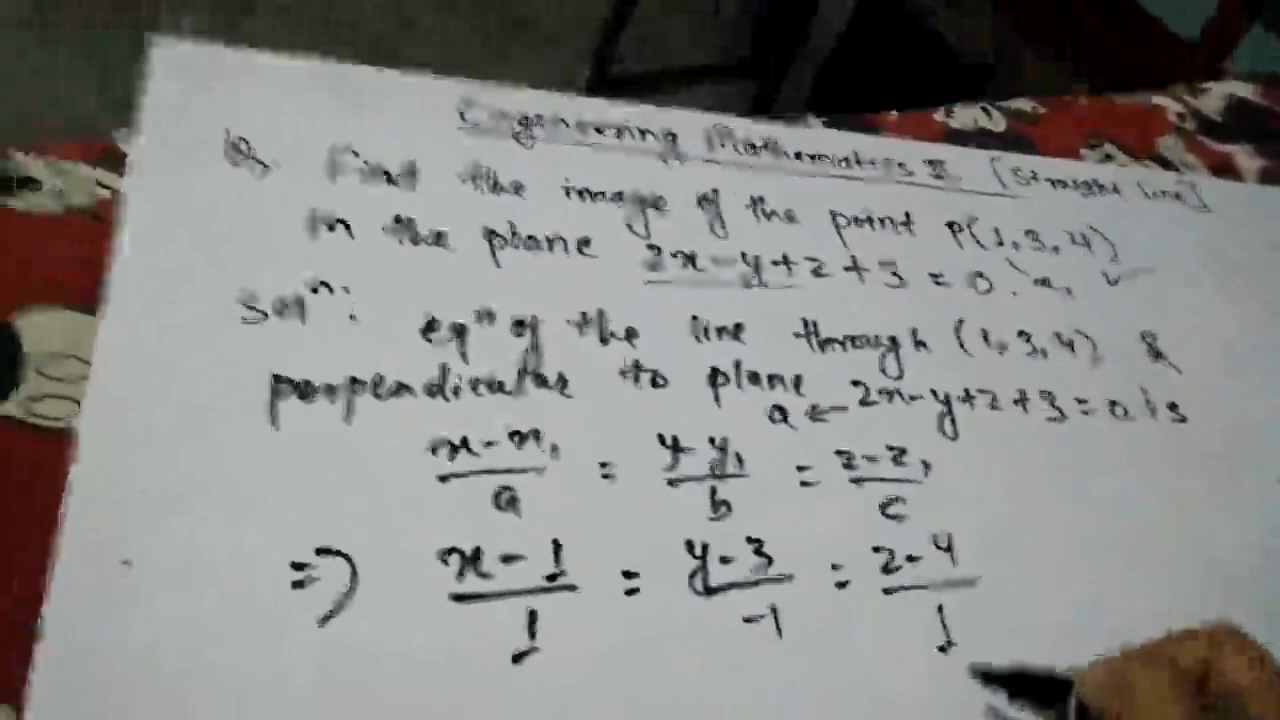 Engineering Mathematics II (Straight line)
Q. Find the image of the point P(1, 3, 4)
in the plane 2x-y+z+3=0.
Solⁿ: eqⁿ of the line through (1, 3, 4) &
perpendicular to plane 2x-y+z+3=0 is
a ←
x-x₁/a = y-y₁/b = z-z₁/c
=> x-1/1 = y-3/-1 = z-4/1